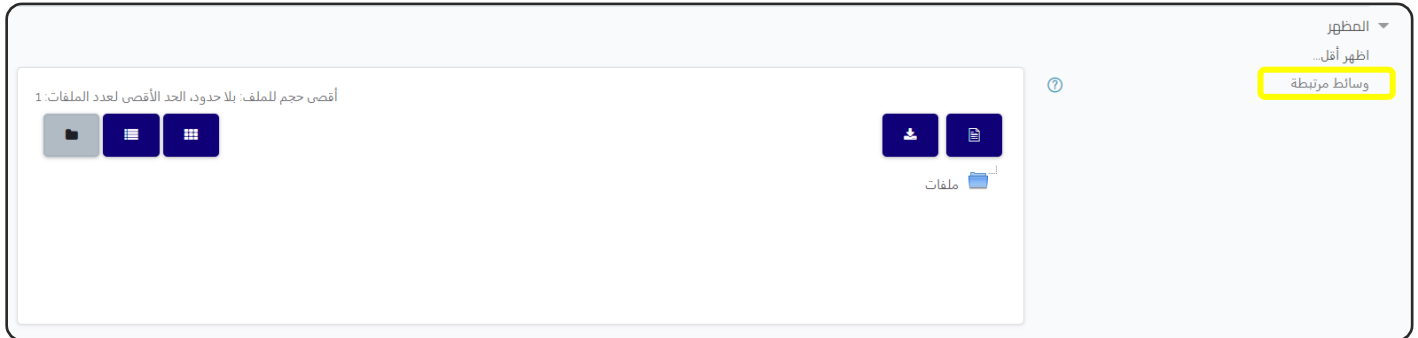 المظهر
اظهر أقل...
وسائط مرتبطة
أقصى حجم للملف: بلا حدود، الحد الأقصى لعدد الملفات: 1
ملفات